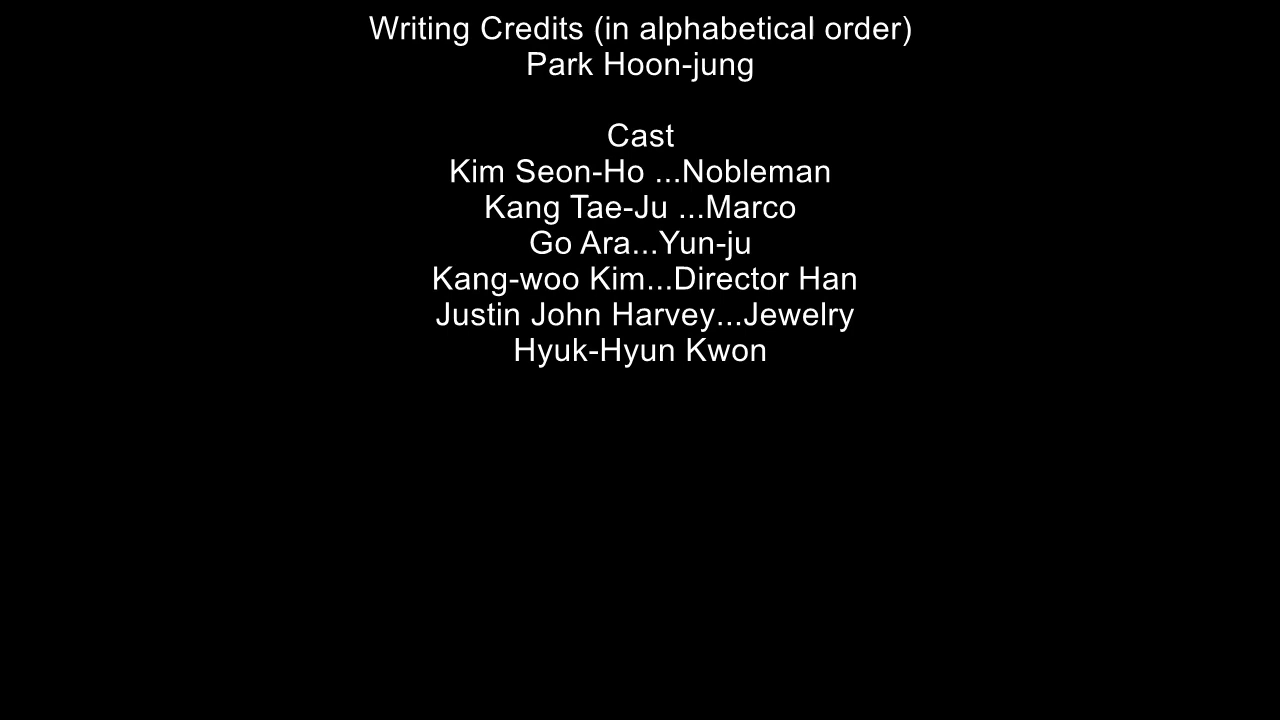 Writing Credits (in alphabetical order)
Park Hoon-jung
Cast
Kim Seon-Ho ...Nobleman
Kang Tae-Ju ...Marco
Go Ara...Yun-ju
Kang-woo Kim...Director Han
Justin John Harvey...Jewelry
Hyuk-Hyun Kwon